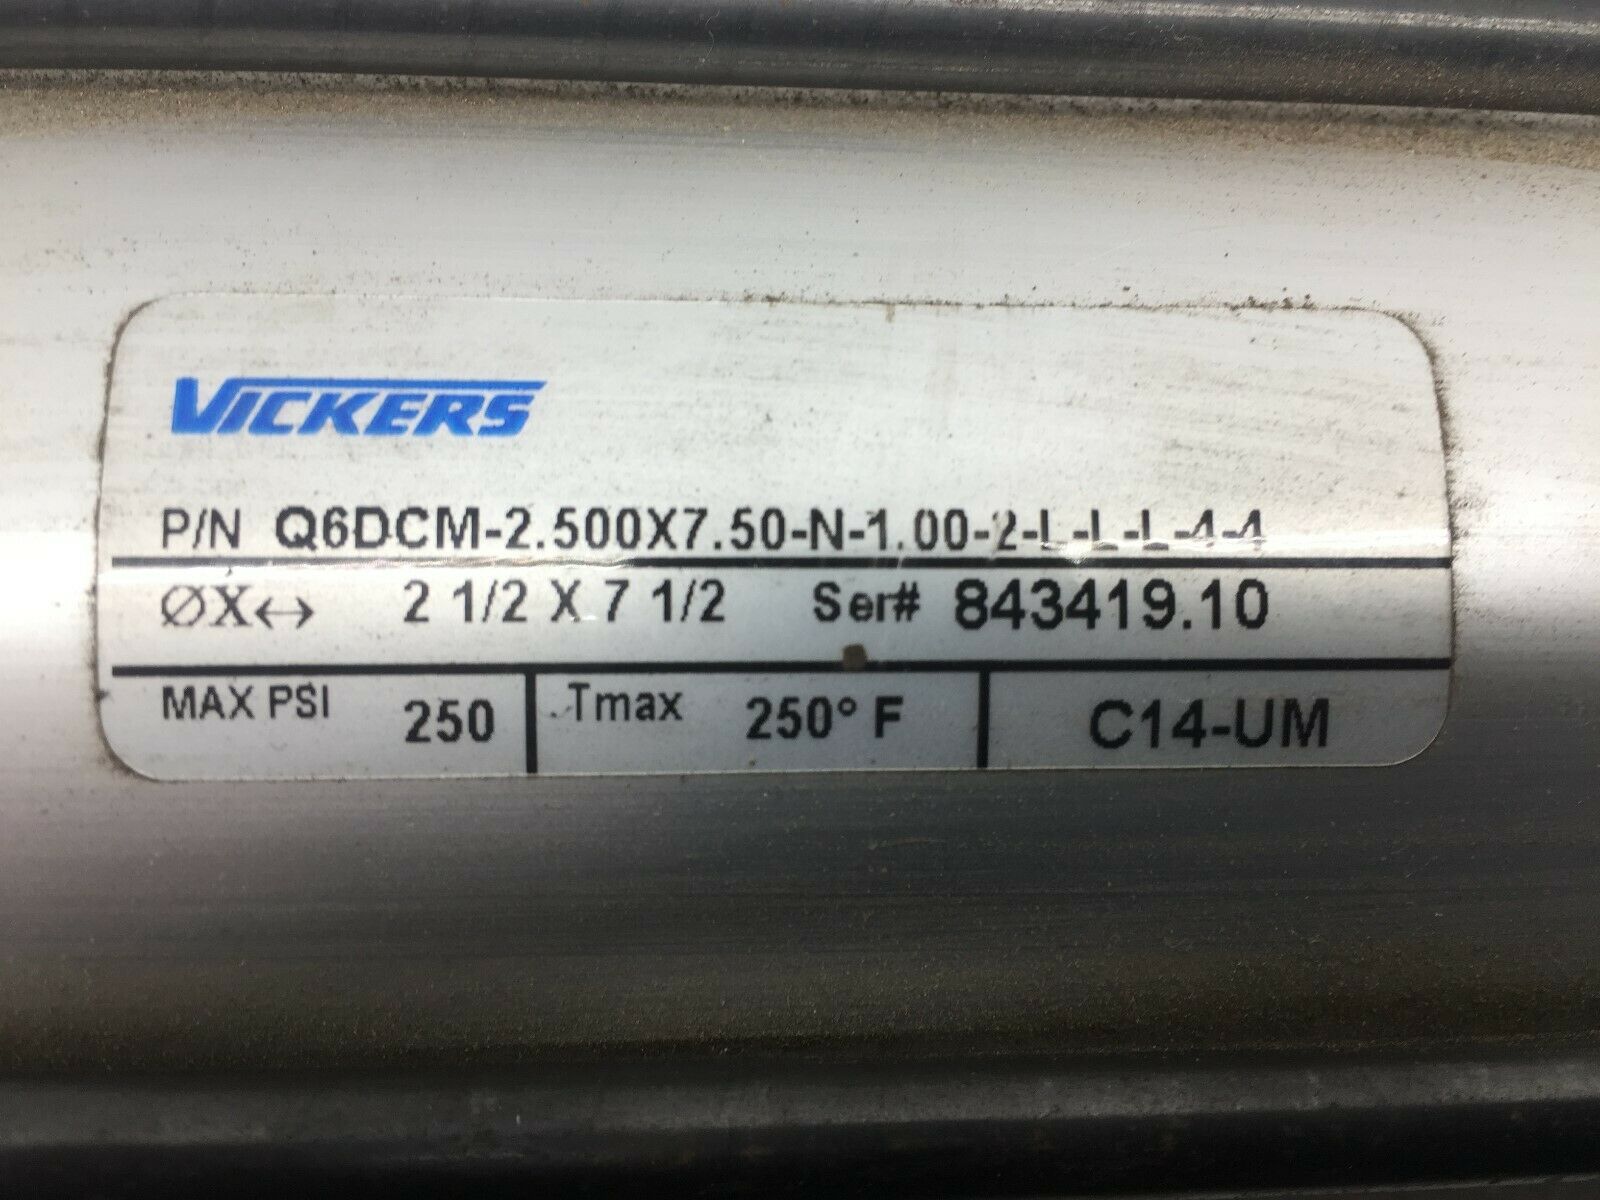 VICKERS
P/N Q6DCM-2.500X7.50-N-1.00-2-L-L-L-4-4
ØX↔ 2 1/2 X 7 1/2 Ser# 843419.10
MAX PSI 250 Tmax 250° F C14-UM